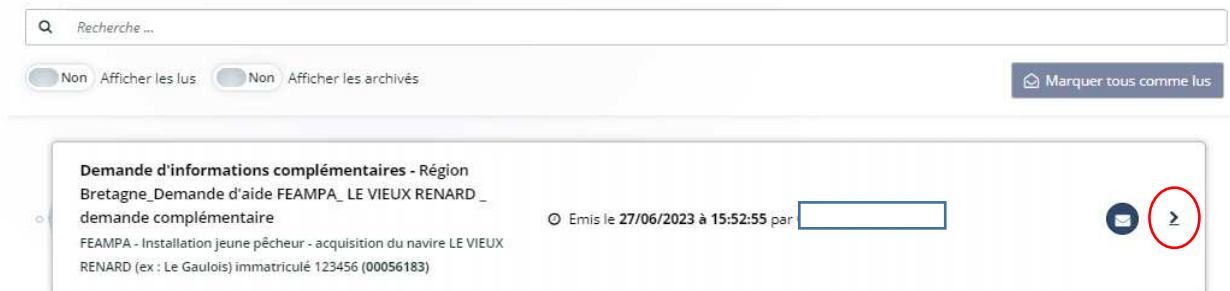 Recherche ...
Non Afficher les lus Non Afficher les archivés
Marquer tous comme lus
Demande d'informations complémentaires - Région
Bretagne_Demande d'aide FEAMPA_ LE VIEUX RENARD _
demande complémentaire
FEAMPA - Installation jeune pêcheur - acquisition du navire LE VIEUX
RENARD (ex : Le Gaulois) immatriculé 123456 (00056183)
Emis le 27/06/2023 à 15:52:55 par